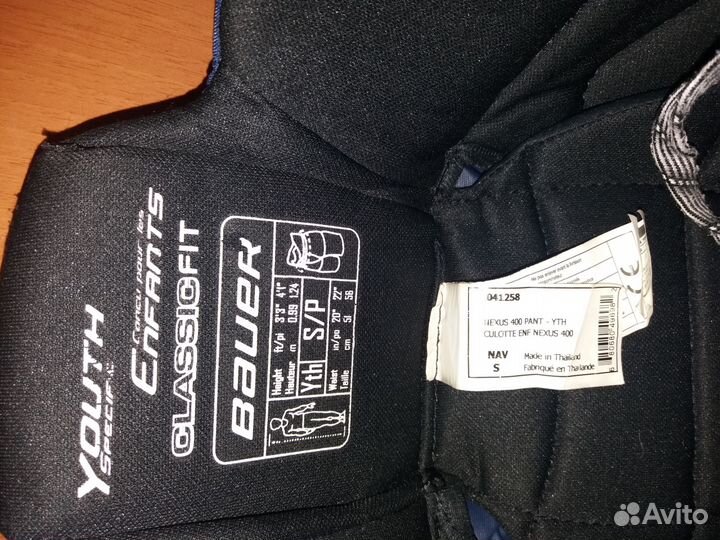 YOUTH
SPECIFIC
CONÇU POUR LES
ENFANTS
CLASSICFIT
BAUER
Height ft/pi 3'3" 4'1"
Hauteur m 0.99 1.24
Yth S/P
Waist in/po 20" 22"
Taille cm 51 56
041258
NEXUS 400 PANT - YTH
CULOTTE ENF NEXUS 400
NAV Made in Thailand
S Fabriqué en Thaïlande
CE
Avito